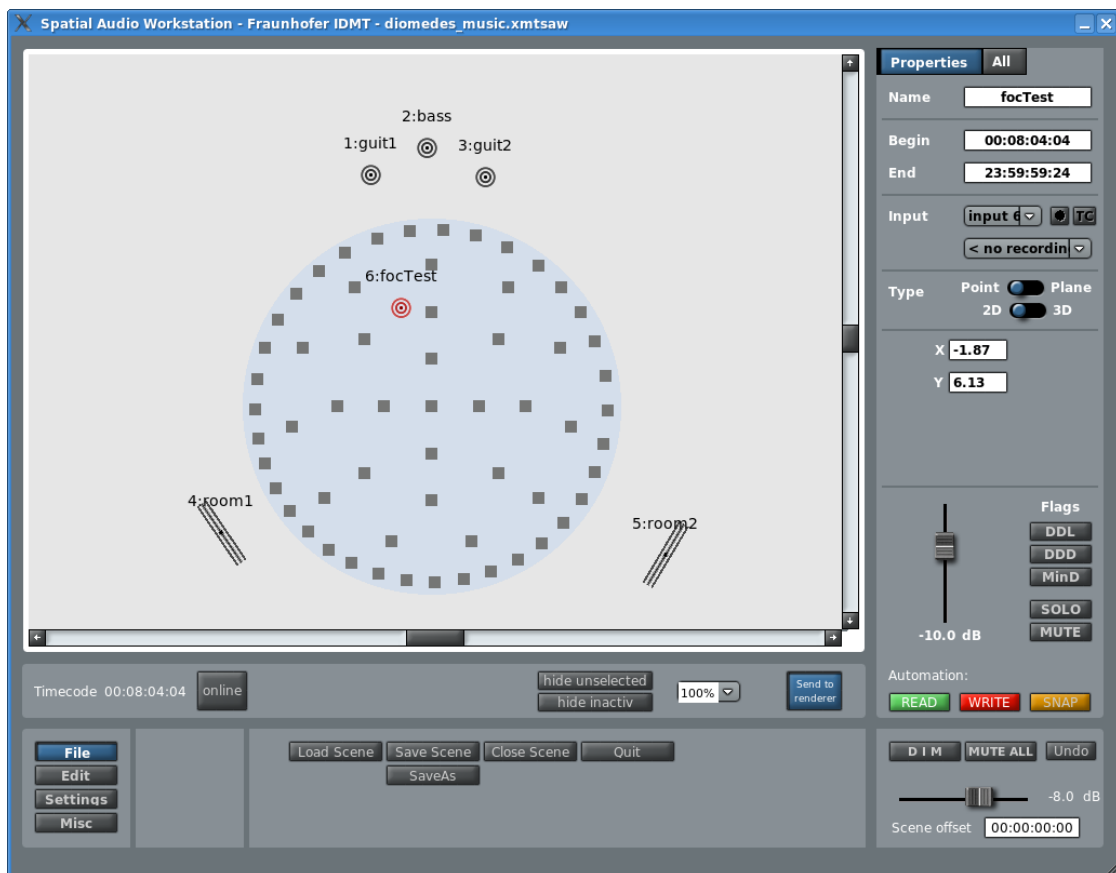 Spatial Audio Workstation - Fraunhofer IDMT - diomedes_music.xmtsaw
2:bass
1:guit1
3:guit2
6:focTest
4:room1
5:room2
Properties All
Name focTest
Begin 00:08:04:04
End 23:59:59:24
Input input 6 TC
< no recordin
Type Point Plane
2D 3D
X -1.87
Y 6.13
Flags
DDL
DDD
MinD
SOLO
MUTE
-10.0 dB
Automation:
READ WRITE SNAP
Timecode 00:08:04:04 online
hide unselected
hide inactiv
100%
Send to
renderer
File
Edit
Settings
Misc
Load Scene Save Scene Close Scene Quit
SaveAs
D I M MUTE ALL Undo
-8.0 dB
Scene offset 00:00:00:00